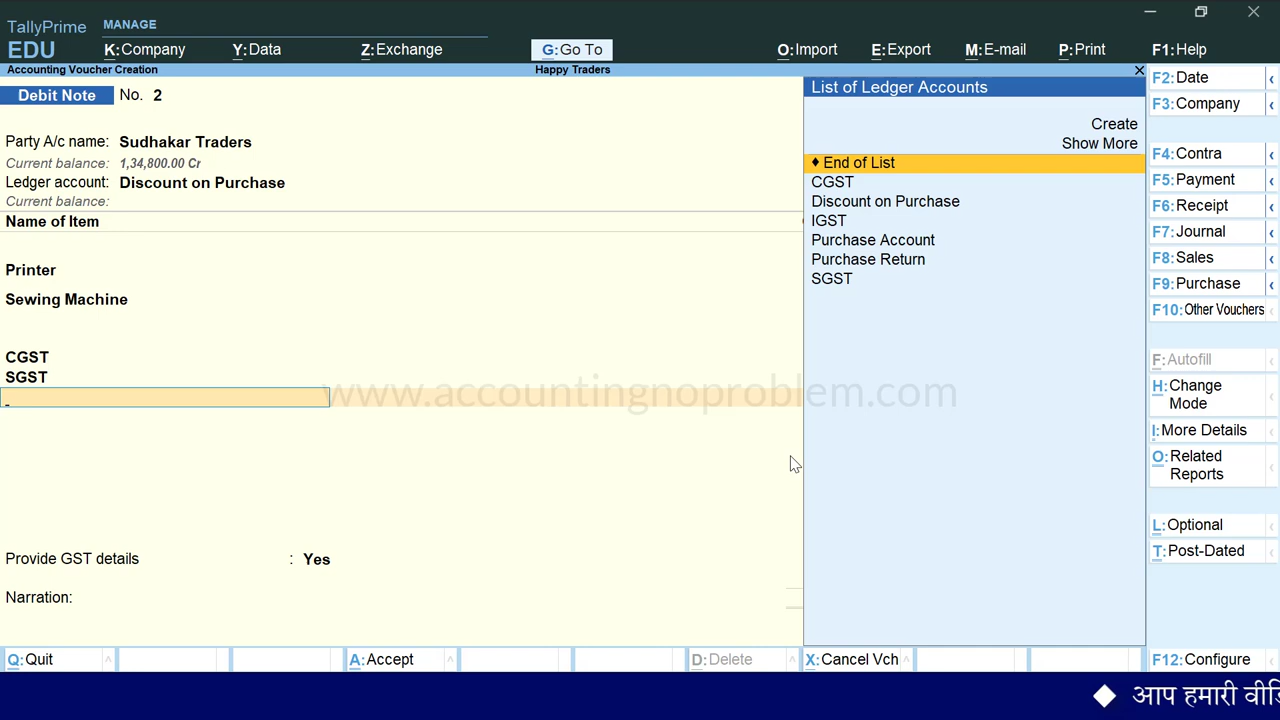 TallyPrime
EDU
MANAGE
K:Company
Y:Data
Z:Exchange
G:Go To
O:Import
E:Export
M:E-mail
P:Print
F1:Help
Accounting Voucher Creation
Happy Traders
Debit Note No. 2
Party A/c name: Sudhakar Traders
Current balance: 1,34,800.00 Cr
Ledger account: Discount on Purchase
Current balance:
Name of Item
Printer
Sewing Machine
CGST
SGST
Provide GST details : Yes
Narration:
www.accountingnoproblem.com
List of Ledger Accounts
Create
Show More
♦ End of List
CGST
Discount on Purchase
IGST
Purchase Account
Purchase Return
SGST
F2:Date
F3:Company
F4:Contra
F5:Payment
F6:Receipt
F7:Journal
F8:Sales
F9:Purchase
F10:Other Vouchers
F:Autofill
H:Change
Mode
I:More Details
O:Related
Reports
L:Optional
T:Post-Dated
F12:Configure
Q:Quit
A:Accept
D:Delete
X:Cancel Vch
आप हमारी